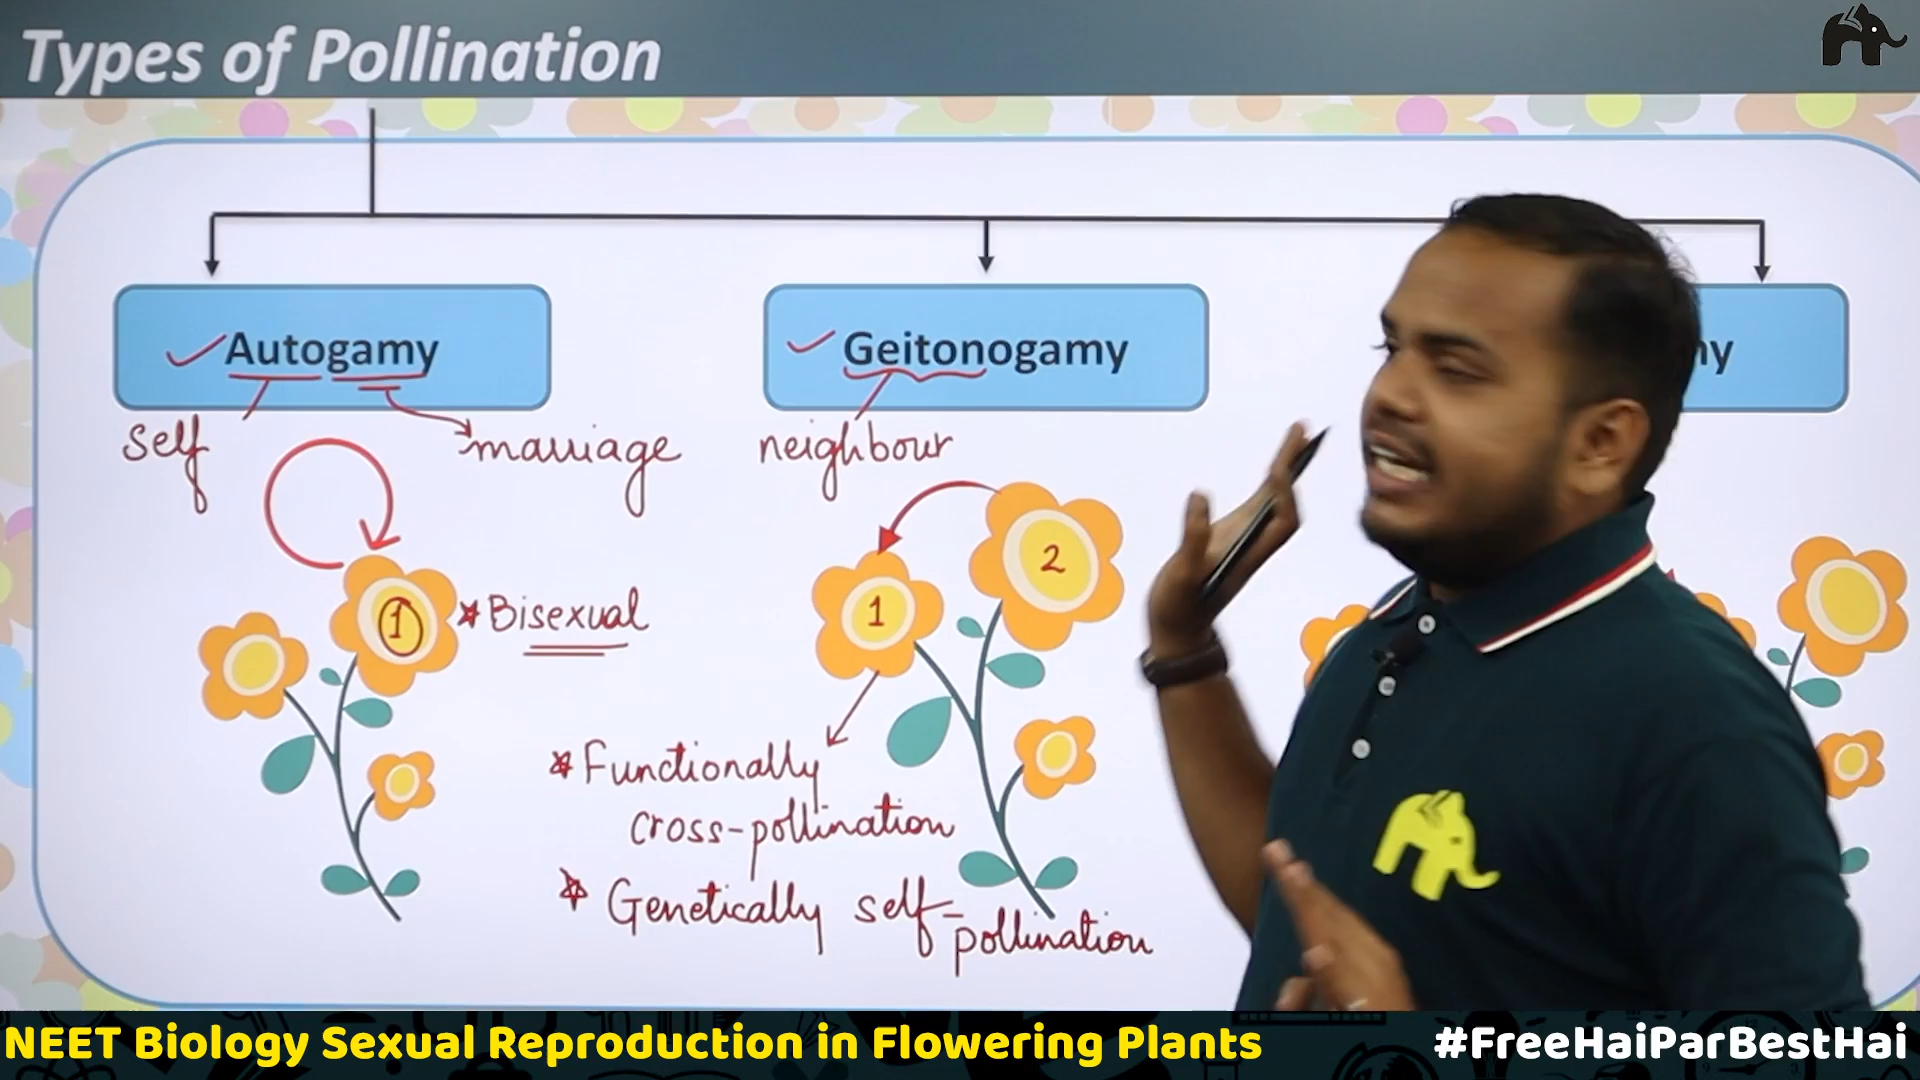 Types of Pollination
Autogamy
Geitonogamy
self
marriage
neighbour
2
1
1
*Bisexual
*Functionally
cross-pollination
* Genetically self-
pollination
NEET Biology Sexual Reproduction in Flowering Plants
#FreeHaiParBestHai